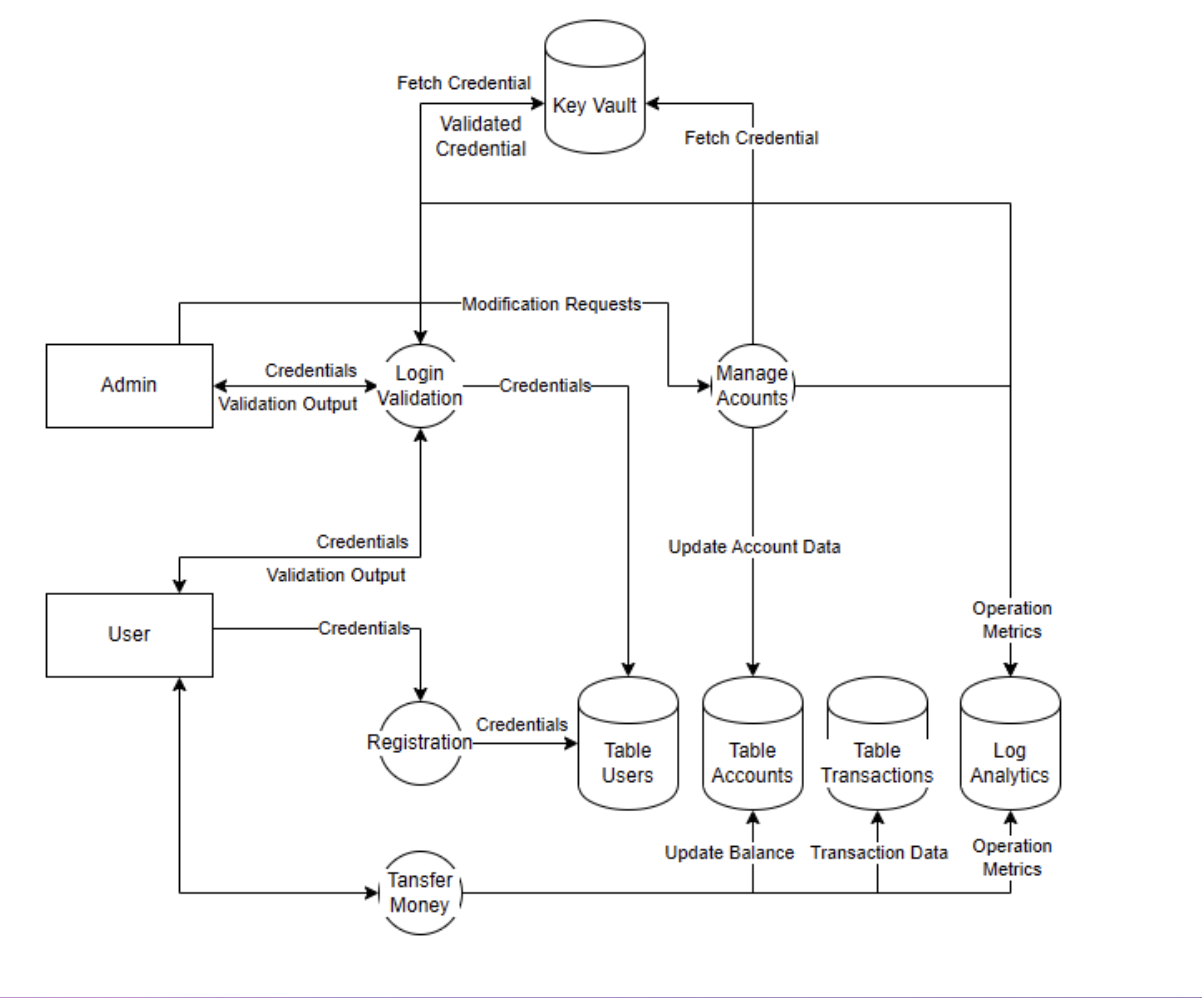 Fetch Credential
Key Vault
Validated
Credential
Fetch Credential
Modification Requests
Admin
Credentials
Validation Output
Login
Validation
Credentials
Manage
Acounts
Credentials
Validation Output
Update Account Data
User
Credentials
Operation
Metrics
Registration
Credentials
Table
Users
Table
Accounts
Table
Transactions
Log
Analytics
Update Balance
Transaction Data
Operation
Metrics
Tansfer
Money